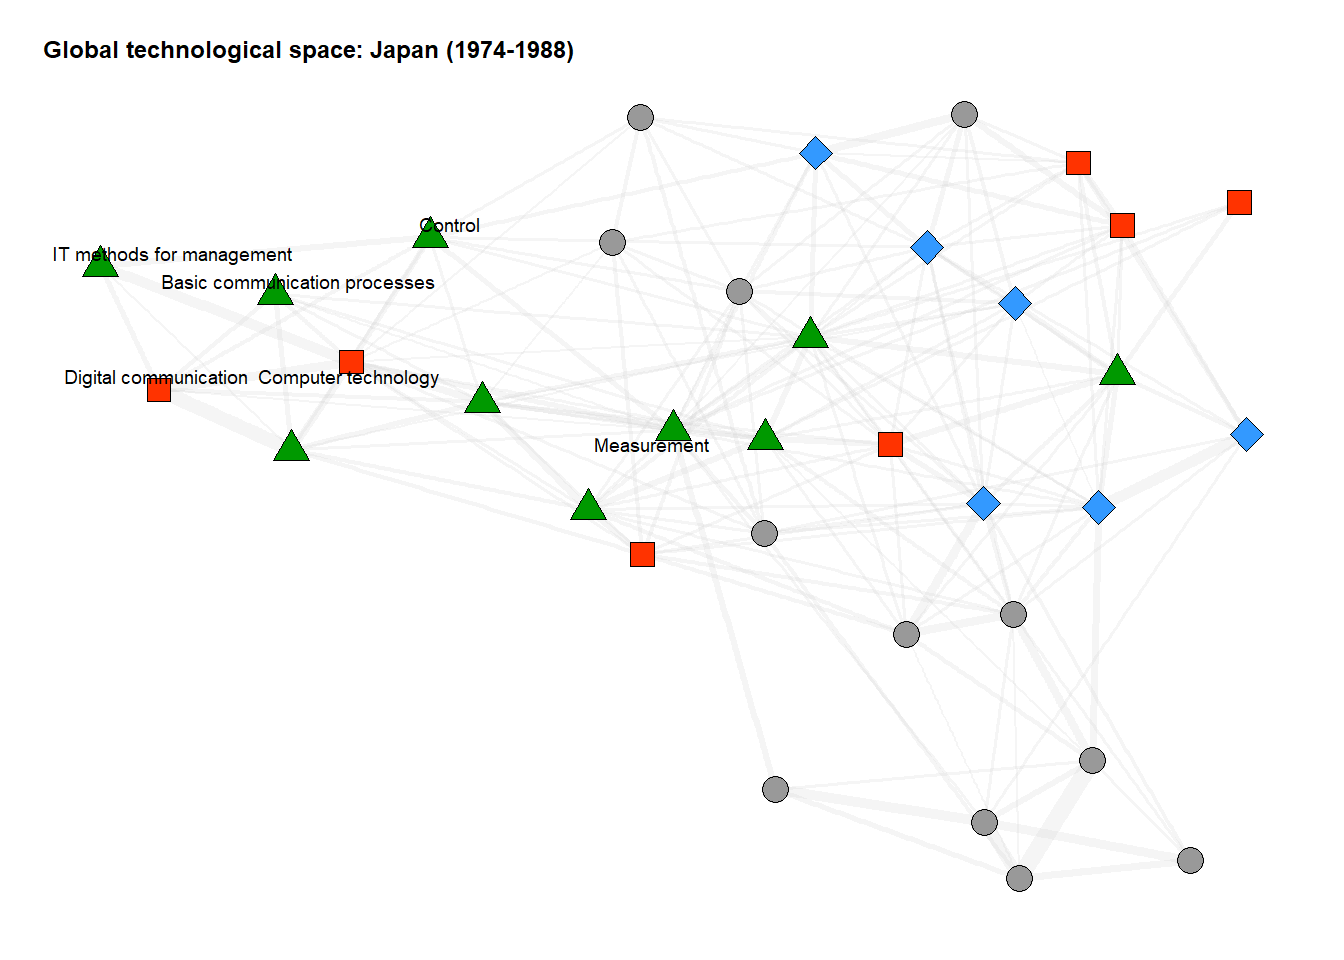 Global technological space: Japan (1974-1988)
Control
IT methods for management
Basic communication processes
Digital communication
Computer technology
Measurement